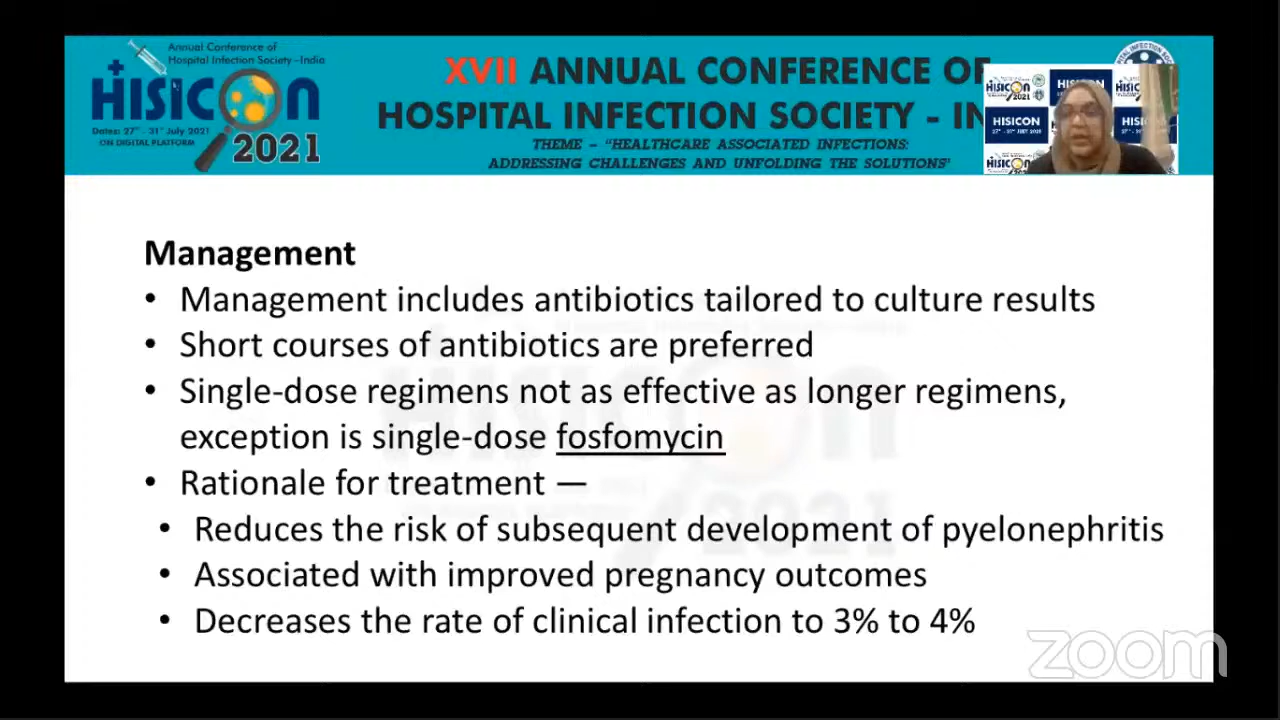 Annual Conference of
Hospital Infection Society -India
HISICON
Dates: 27th - 31st July 2021
ON DIGITAL PLATFORM
2021
XVII ANNUAL CONFERENCE OF
HOSPITAL INFECTION SOCIETY - IN
THEME – "HEALTHCARE ASSOCIATED INFECTIONS:
ADDRESSING CHALLENGES AND UNFOLDING THE SOLUTIONS"
HISICON
Management
• Management includes antibiotics tailored to culture results
• Short courses of antibiotics are preferred
• Single-dose regimens not as effective as longer regimens,
exception is single-dose fosfomycin
• Rationale for treatment —
• Reduces the risk of subsequent development of pyelonephritis
• Associated with improved pregnancy outcomes
• Decreases the rate of clinical infection to 3% to 4%
zoom